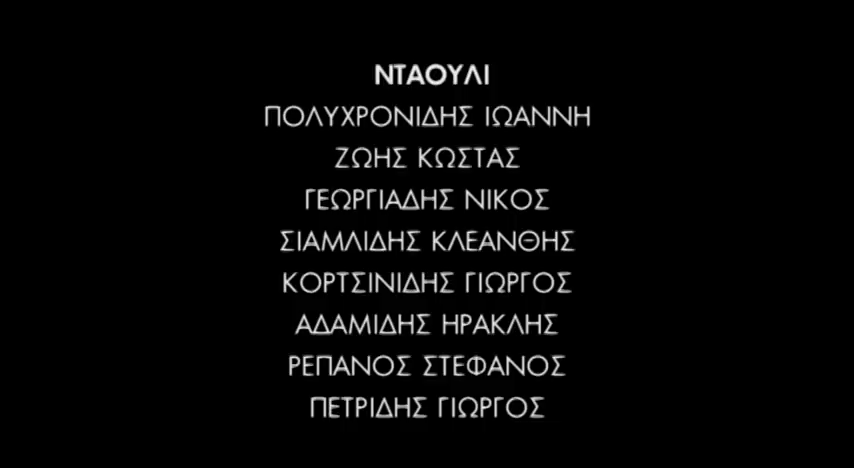 ΝΤΑΟΥΛΙ
ΠΟΛΥΧΡΟΝΙΔΗΣ ΙΩΑΝΝΗ
ΖΩΗΣ ΚΩΣΤΑΣ
ΓΕΩΡΓΙΑΔΗΣ ΝΙΚΟΣ
ΣΙΑΜΛΙΔΗΣ ΚΛΕΑΝΘΗΣ
ΚΟΡΤΣΙΝΙΔΗΣ ΓΙΩΡΓΟΣ
ΑΔΑΜΙΔΗΣ ΗΡΑΚΛΗΣ
ΡΕΠΑΝΟΣ ΣΤΕΦΑΝΟΣ
ΠΕΤΡΙΔΗΣ ΓΙΩΡΓΟΣ